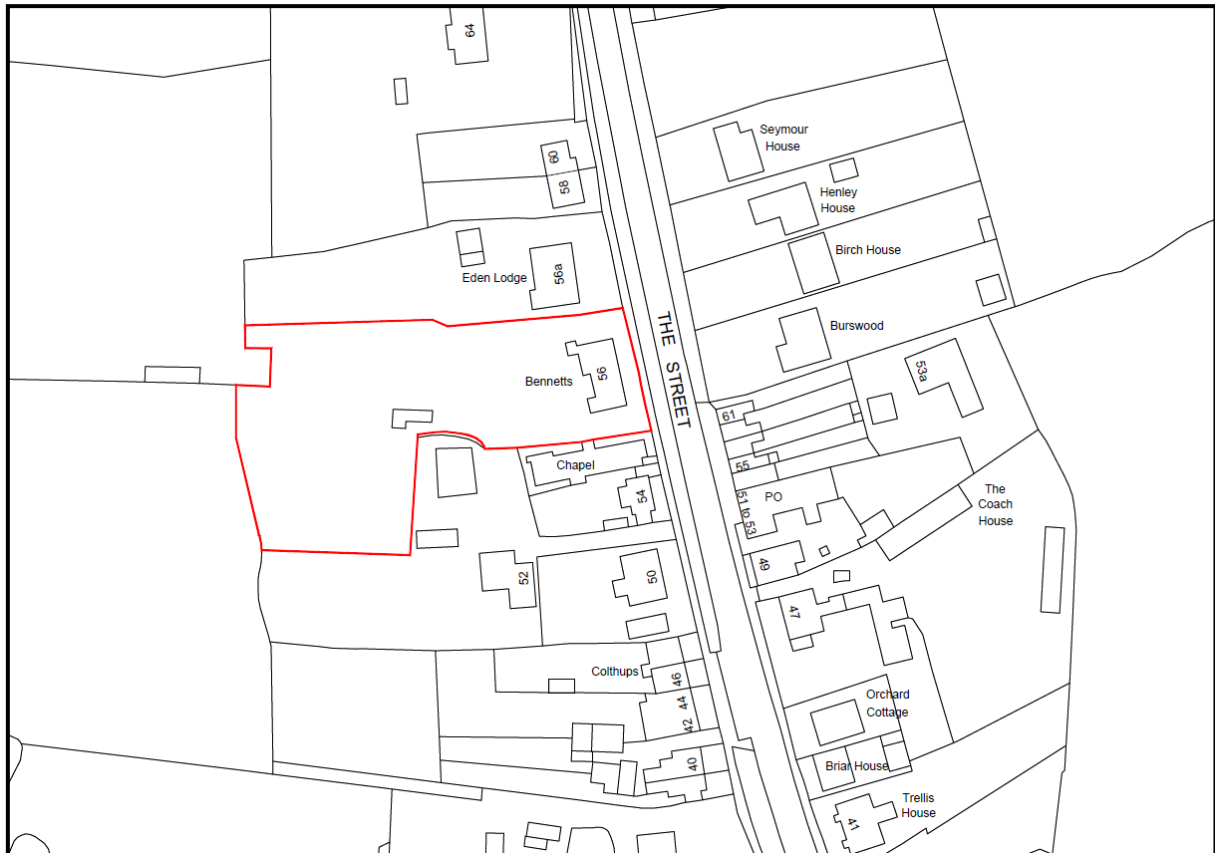 64
Seymour
House
60
58
Henley
House
Birch House
Eden Lodge
56a
THE STREET
Burswood
Bennetts
56
53a
61
Chapel
55
54
PO
51 to 53
The
Coach
House
49
52
50
47
Colthups
46
44
42
Orchard
Cottage
40
Briar House
Trellis
House
41